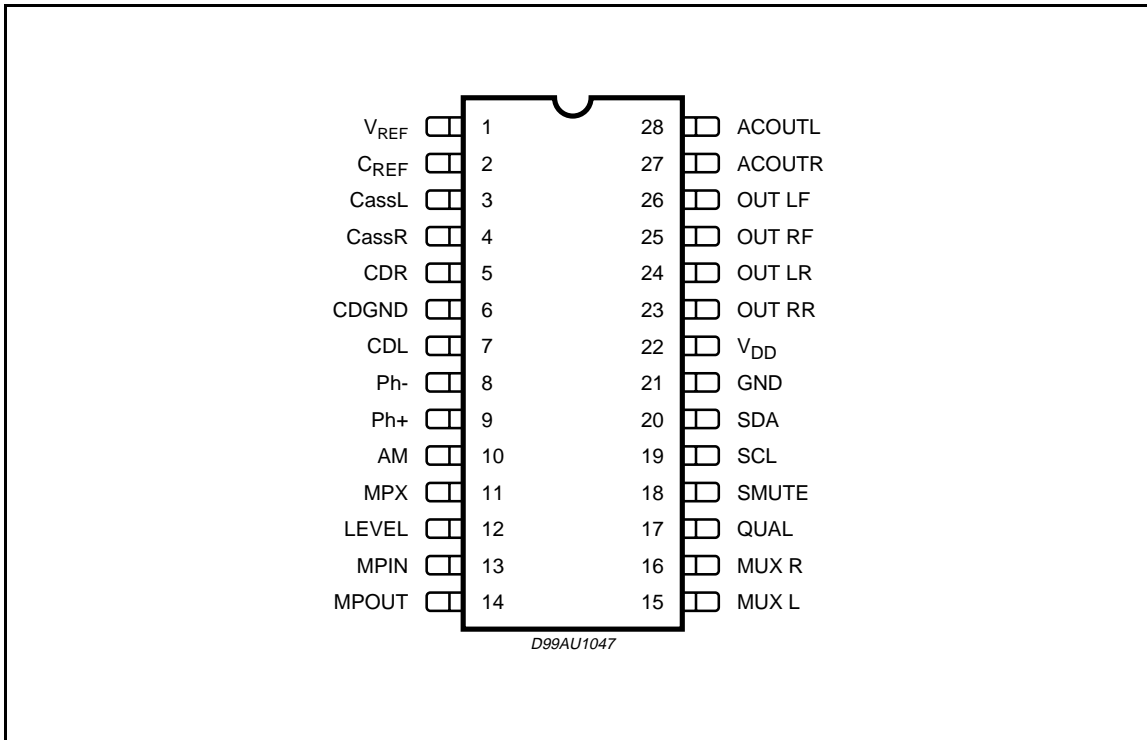 V_REF 1 28 ACOUTL
C_REF 2 27 ACOUTR
CassL 3 26 OUT LF
CassR 4 25 OUT RF
CDR 5 24 OUT LR
CDGND 6 23 OUT RR
CDL 7 22 V_DD
Ph- 8 21 GND
Ph+ 9 20 SDA
AM 10 19 SCL
MPX 11 18 SMUTE
LEVEL 12 17 QUAL
MPIN 13 16 MUX R
MPOUT 14 15 MUX L
D99AU1047